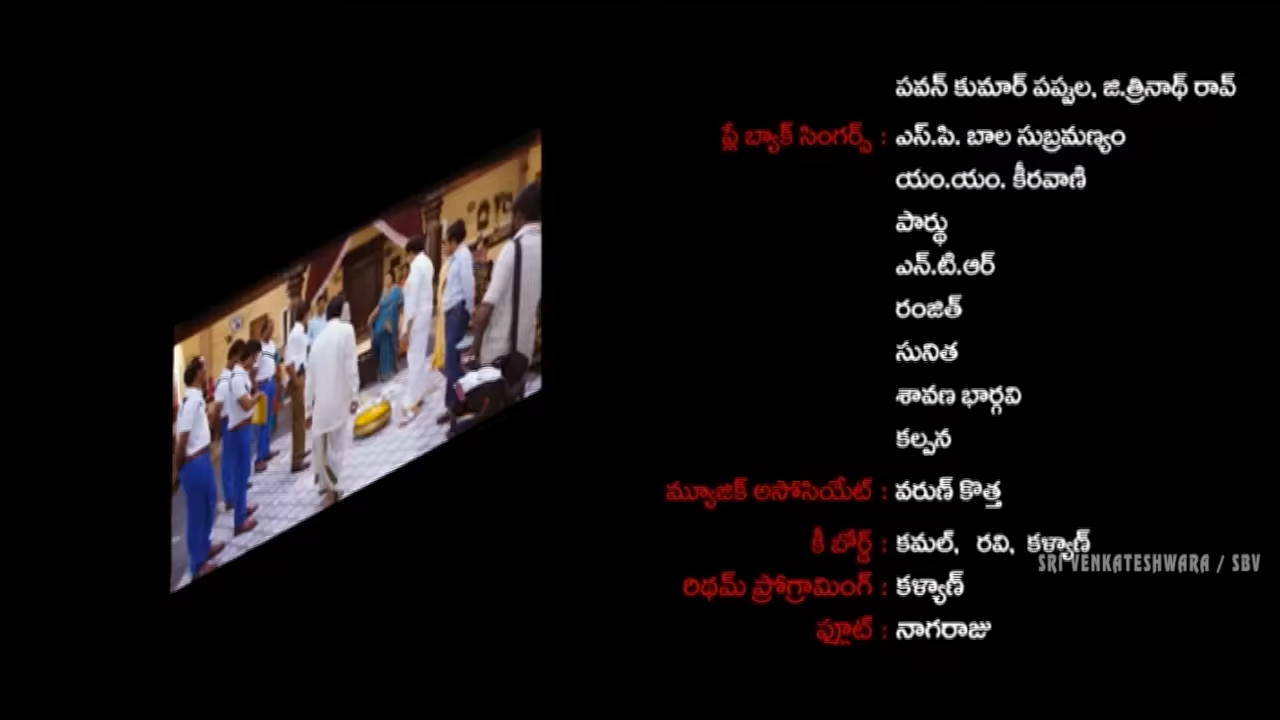 పవన్ కుమార్ పప్పుల, జి.త్రినాథ్ రావ్
ప్లే బ్యాక్ సింగర్స్ : ఎస్.పి. బాల సుబ్రమణ్యం
యం.యం. కీరవాణి
పార్థు
ఎన్.టి.ఆర్
రంజిత్
సునిత
శావణ భార్గవి
కల్పన
మ్యూజిక్ అసోసియేట్ : వరుణ్ కొత్త
కీ బోర్డ్ : కమల్, రవి, కళ్యాణ్
SRI VENKATESHWARA / SBV
రిథమ్ ప్రోగ్రామింగ్ : కళ్యాణ్
ఫ్లూట్ : నాగరాజు